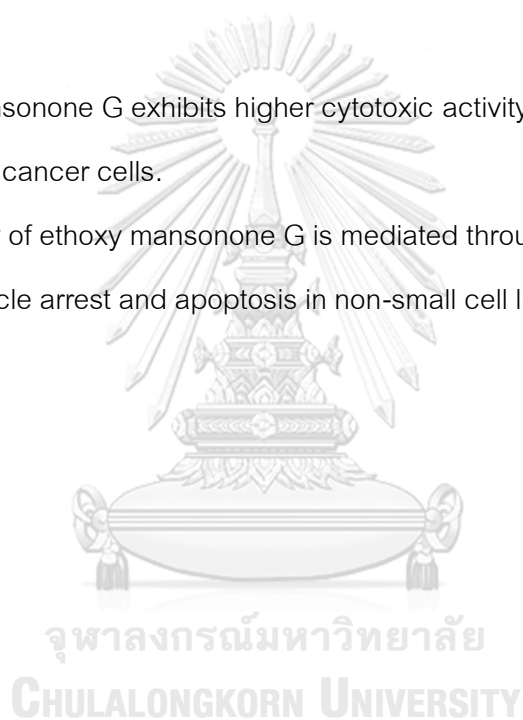 sonone G exhibits higher cytotoxic activity
cancer cells.
of ethoxy mansonone G is mediated
cle arrest and apoptosis in non-small cell
จุฬาลงกรณ์มหาวิทยาลัย
CHULALONGKORN UNIVERSITY